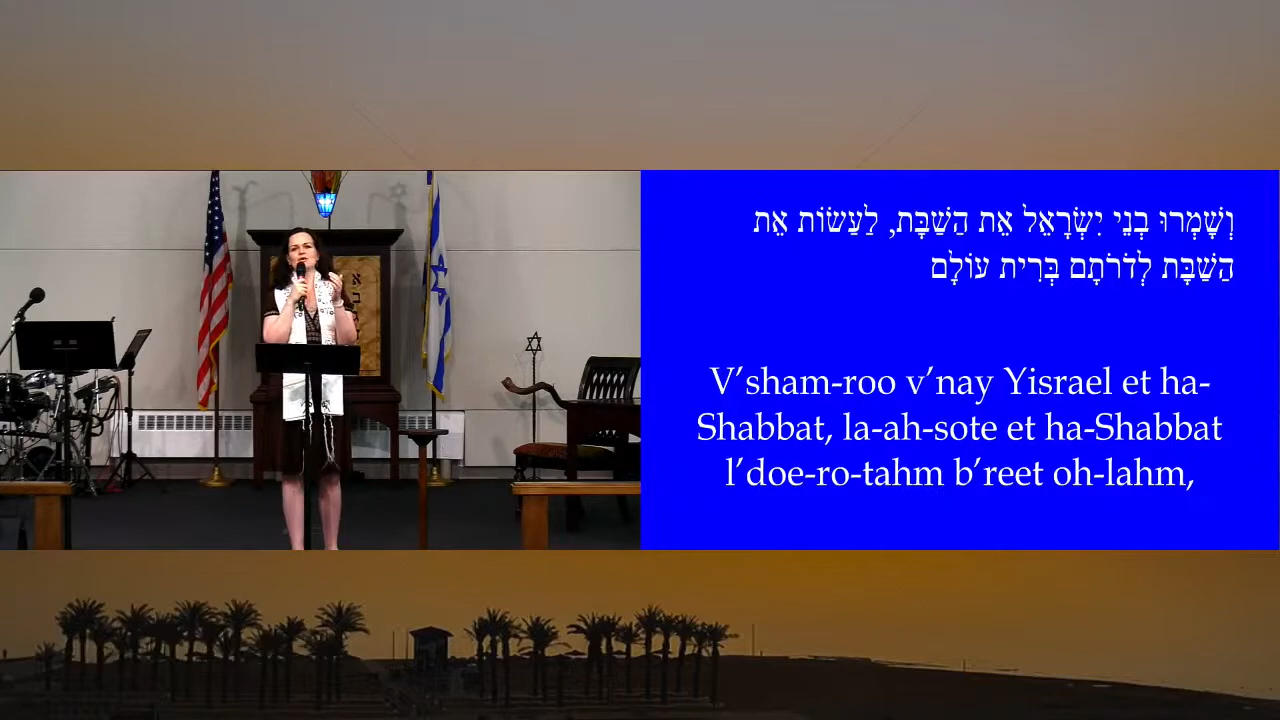 וְשָׁמְרוּ בְנֵי יִשְׂרָאֵל אֶת הַשַּׁבָּת, לַעֲשׂוֹת אֶת
הַשַּׁבָּת לְדֹרֹתָם בְּרִית עוֹלָם
V’sham-roo v’nay Yisrael et ha-
Shabbat, la-ah-sote et ha-Shabbat
l’doe-ro-tahm b’reet oh-lahm,